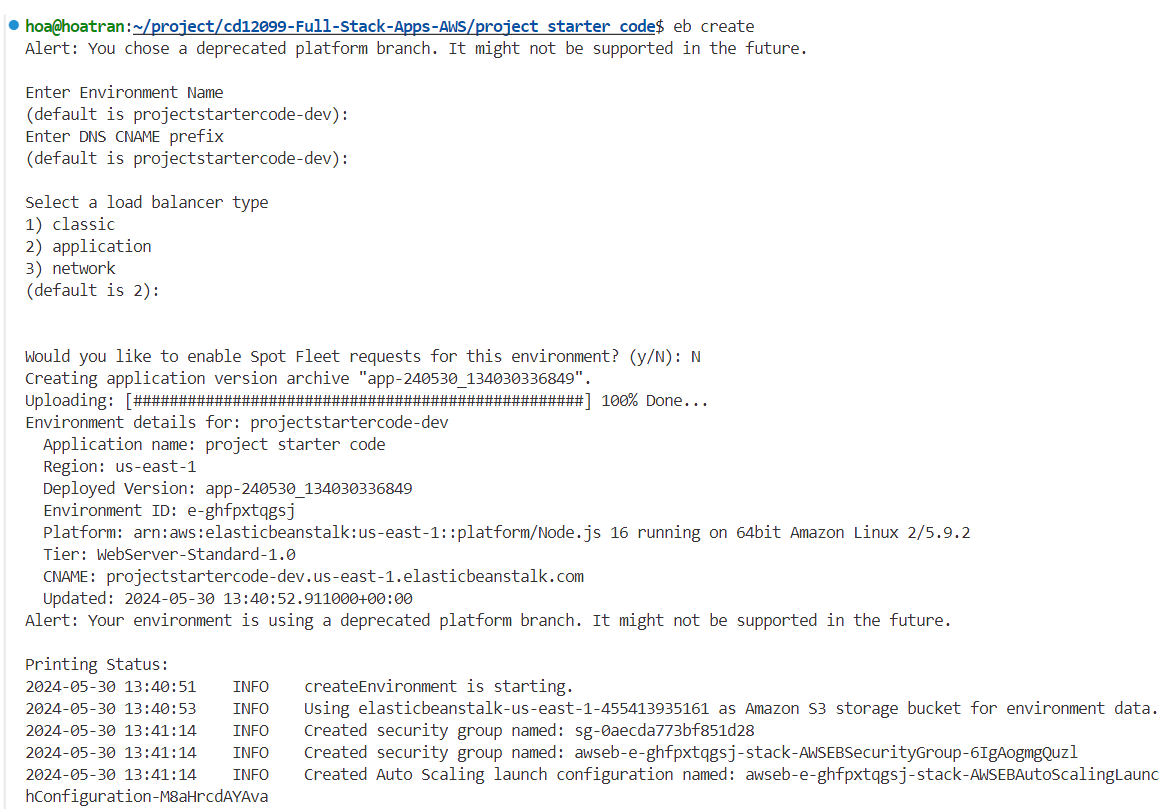 hoa@hoatran:~/project/cd12099-Full-Stack-Apps-AWS/project starter code$ eb create
Alert: You chose a deprecated platform branch. It might not be supported in the future.
Enter Environment Name
(default is projectstartercode-dev):
Enter DNS CNAME prefix
(default is projectstartercode-dev):
Select a load balancer type
1) classic
2) application
3) network
(default is 2):
Would you like to enable Spot Fleet requests for this environment? (y/N): N
Creating application version archive "app-240530_134030336849".
Uploading: [##################################################] 100% Done...
Environment details for: projectstartercode-dev
Application name: project starter code
Region: us-east-1
Deployed Version: app-240530_134030336849
Environment ID: e-ghfpxtqgsj
Platform: arn:aws:elasticbeanstalk:us-east-1::platform/Node.js 16 running on 64bit Amazon Linux 2/5.9.2
Tier: WebServer-Standard-1.0
CNAME: projectstartercode-dev.us-east-1.elasticbeanstalk.com
Updated: 2024-05-30 13:40:52.911000+00:00
Alert: Your environment is using a deprecated platform branch. It might not be supported in the future.
Printing Status:
2024-05-30 13:40:51    INFO    createEnvironment is starting.
2024-05-30 13:40:53    INFO    Using elasticbeanstalk-us-east-1-455413935161 as Amazon S3 storage bucket for environment data.
2024-05-30 13:41:14    INFO    Created security group named: sg-0aecda773bf851d28
2024-05-30 13:41:14    INFO    Created security group named: awseb-e-ghfpxtqgsj-stack-AWSEBSecurityGroup-6IgAogmgQuzl
2024-05-30 13:41:14    INFO    Created Auto Scaling launch configuration named: awseb-e-ghfpxtqgsj-stack-AWSEBAutoScalingLaunc
hConfiguration-M8aHrcdAYAva